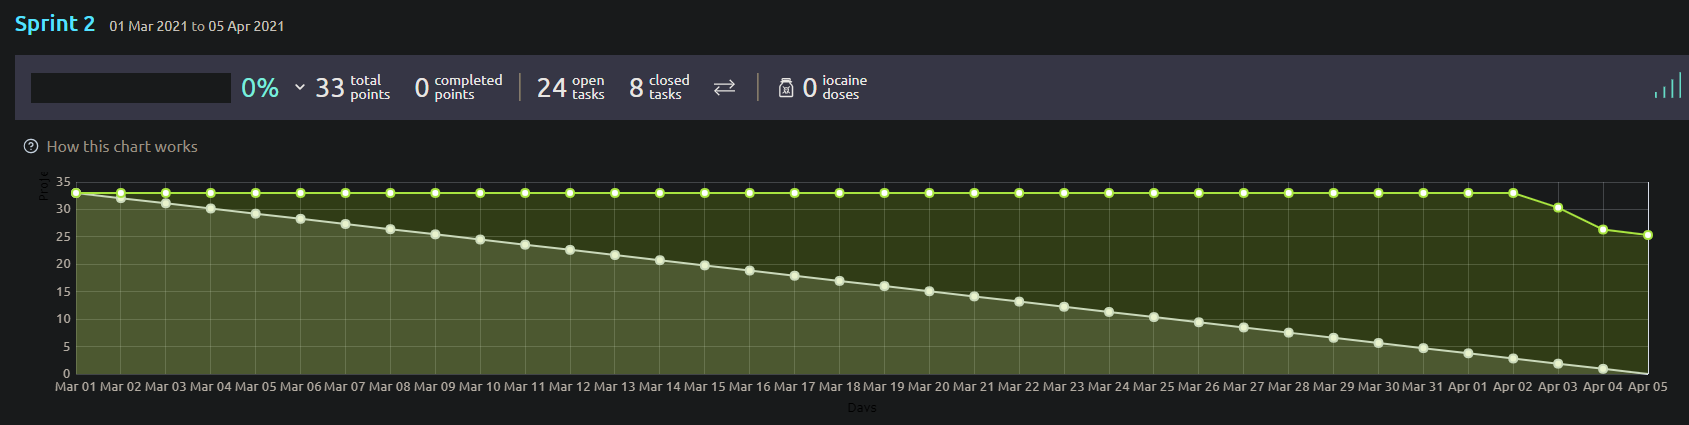 Sprint 2 01 Mar 2021 to 05 Apr 2021
0% 33 total points 0 completed points 24 open tasks 8 closed tasks 0 iocaine doses
How this chart works
Proje
35
30
25
20
15
10
5
0
Mar 01 Mar 02 Mar 03 Mar 04 Mar 05 Mar 06 Mar 07 Mar 08 Mar 09 Mar 10 Mar 11 Mar 12 Mar 13 Mar 14 Mar 15 Mar 16 Mar 17 Mar 18 Mar 19 Mar 20 Mar 21 Mar 22 Mar 23 Mar 24 Mar 25 Mar 26 Mar 27 Mar 28 Mar 29 Mar 30 Mar 31 Apr 01 Apr 02 Apr 03 Apr 04 Apr 05
Days